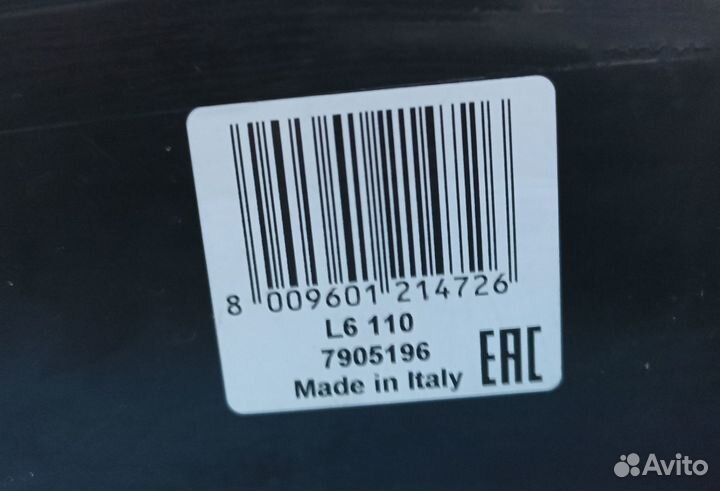 8 009601 214726
L6 110
7905196
Made in Italy
EAC
Avito